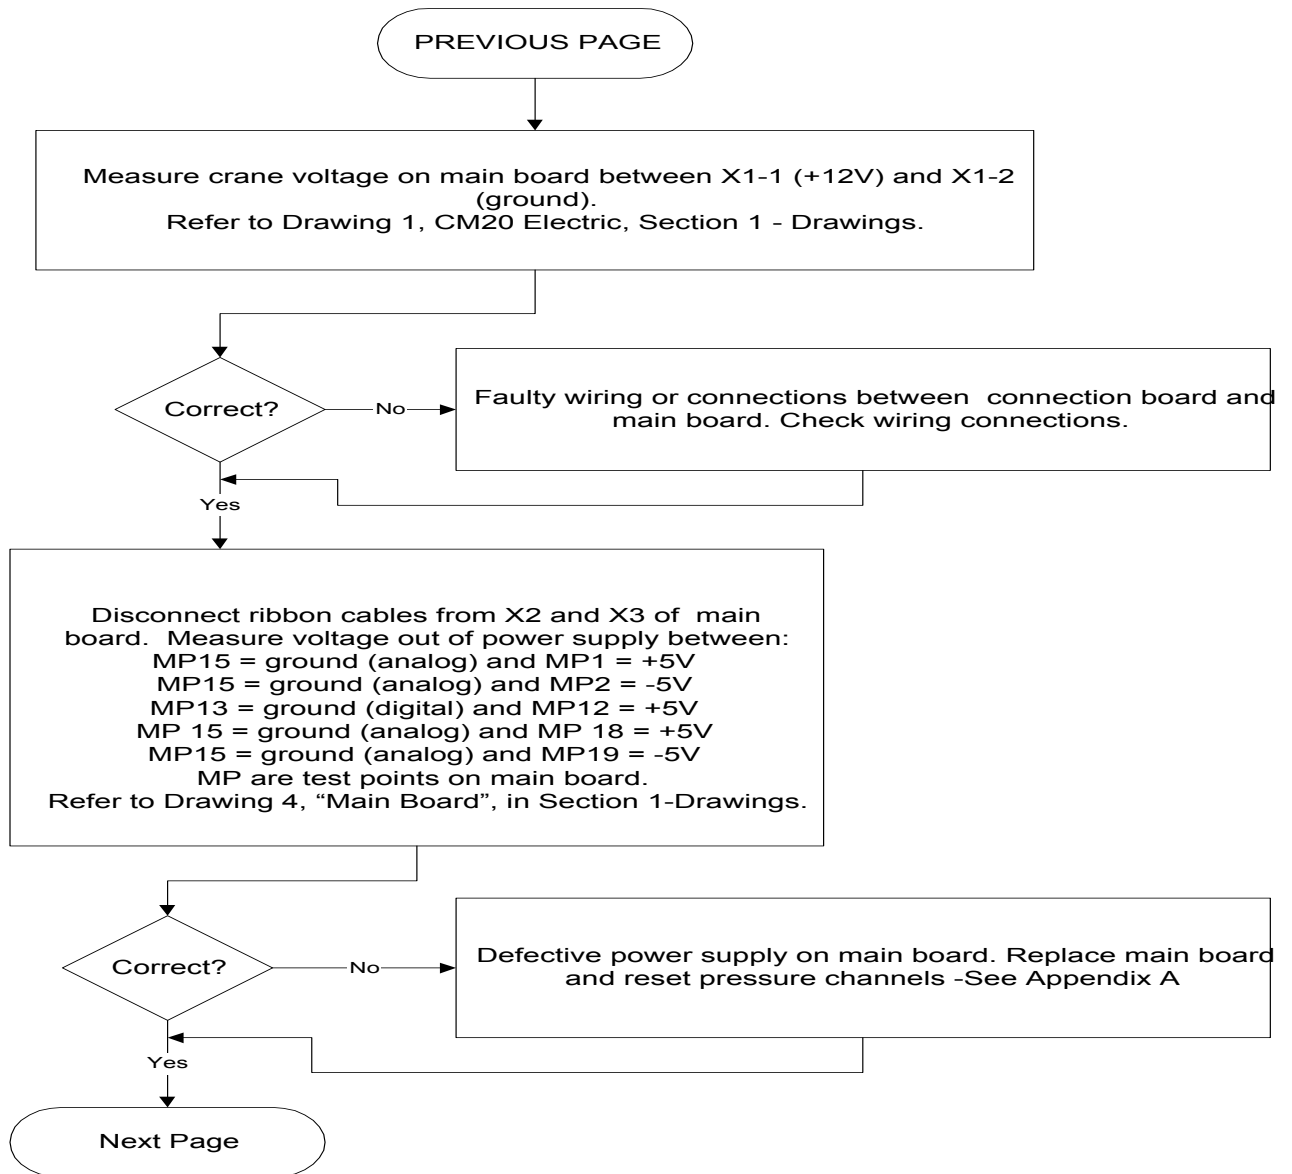 PREVIOUS PAGE
Measure crane voltage on main board between X1-1 (+12V) and X1-2
(ground).
Refer to Drawing 1, CM20 Electric, Section 1 - Drawings.
Correct?
No
Faulty wiring or connections between connection board and
main board. Check wiring connections.
Yes
Disconnect ribbon cables from X2 and X3 of main
board. Measure voltage out of power supply between:
MP15 = ground (analog) and MP1 = +5V
MP15 = ground (analog) and MP2 = -5V
MP13 = ground (digital) and MP12 = +5V
MP 15 = ground (analog) and MP 18 = +5V
MP15 = ground (analog) and MP19 = -5V
MP are test points on main board.
Refer to Drawing 4, “Main Board”, in Section 1-Drawings.
Correct?
No
Defective power supply on main board. Replace main board
and reset pressure channels -See Appendix A
Yes
Next Page